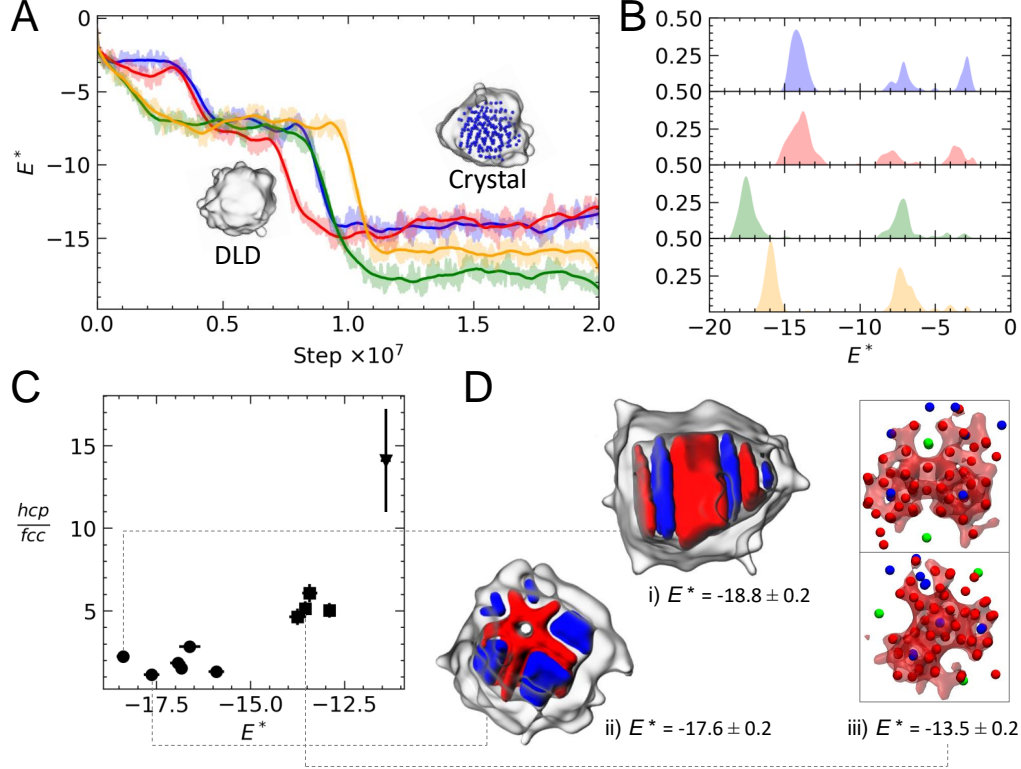 A
0
−5
−10
−15
E*
0.0
0.5
1.0
1.5
2.0
Step ×10⁷
DLD
Crystal
B
0.50
0.25
0.50
0.25
0.50
0.25
0.50
0.25
−20
−15
−10
−5
0
E*
C
15
10
5
hcp
fcc
−17.5
−15.0
−12.5
E*
D
i) E* = -18.8 ± 0.2
ii) E* = -17.6 ± 0.2
iii) E* = -13.5 ± 0.2